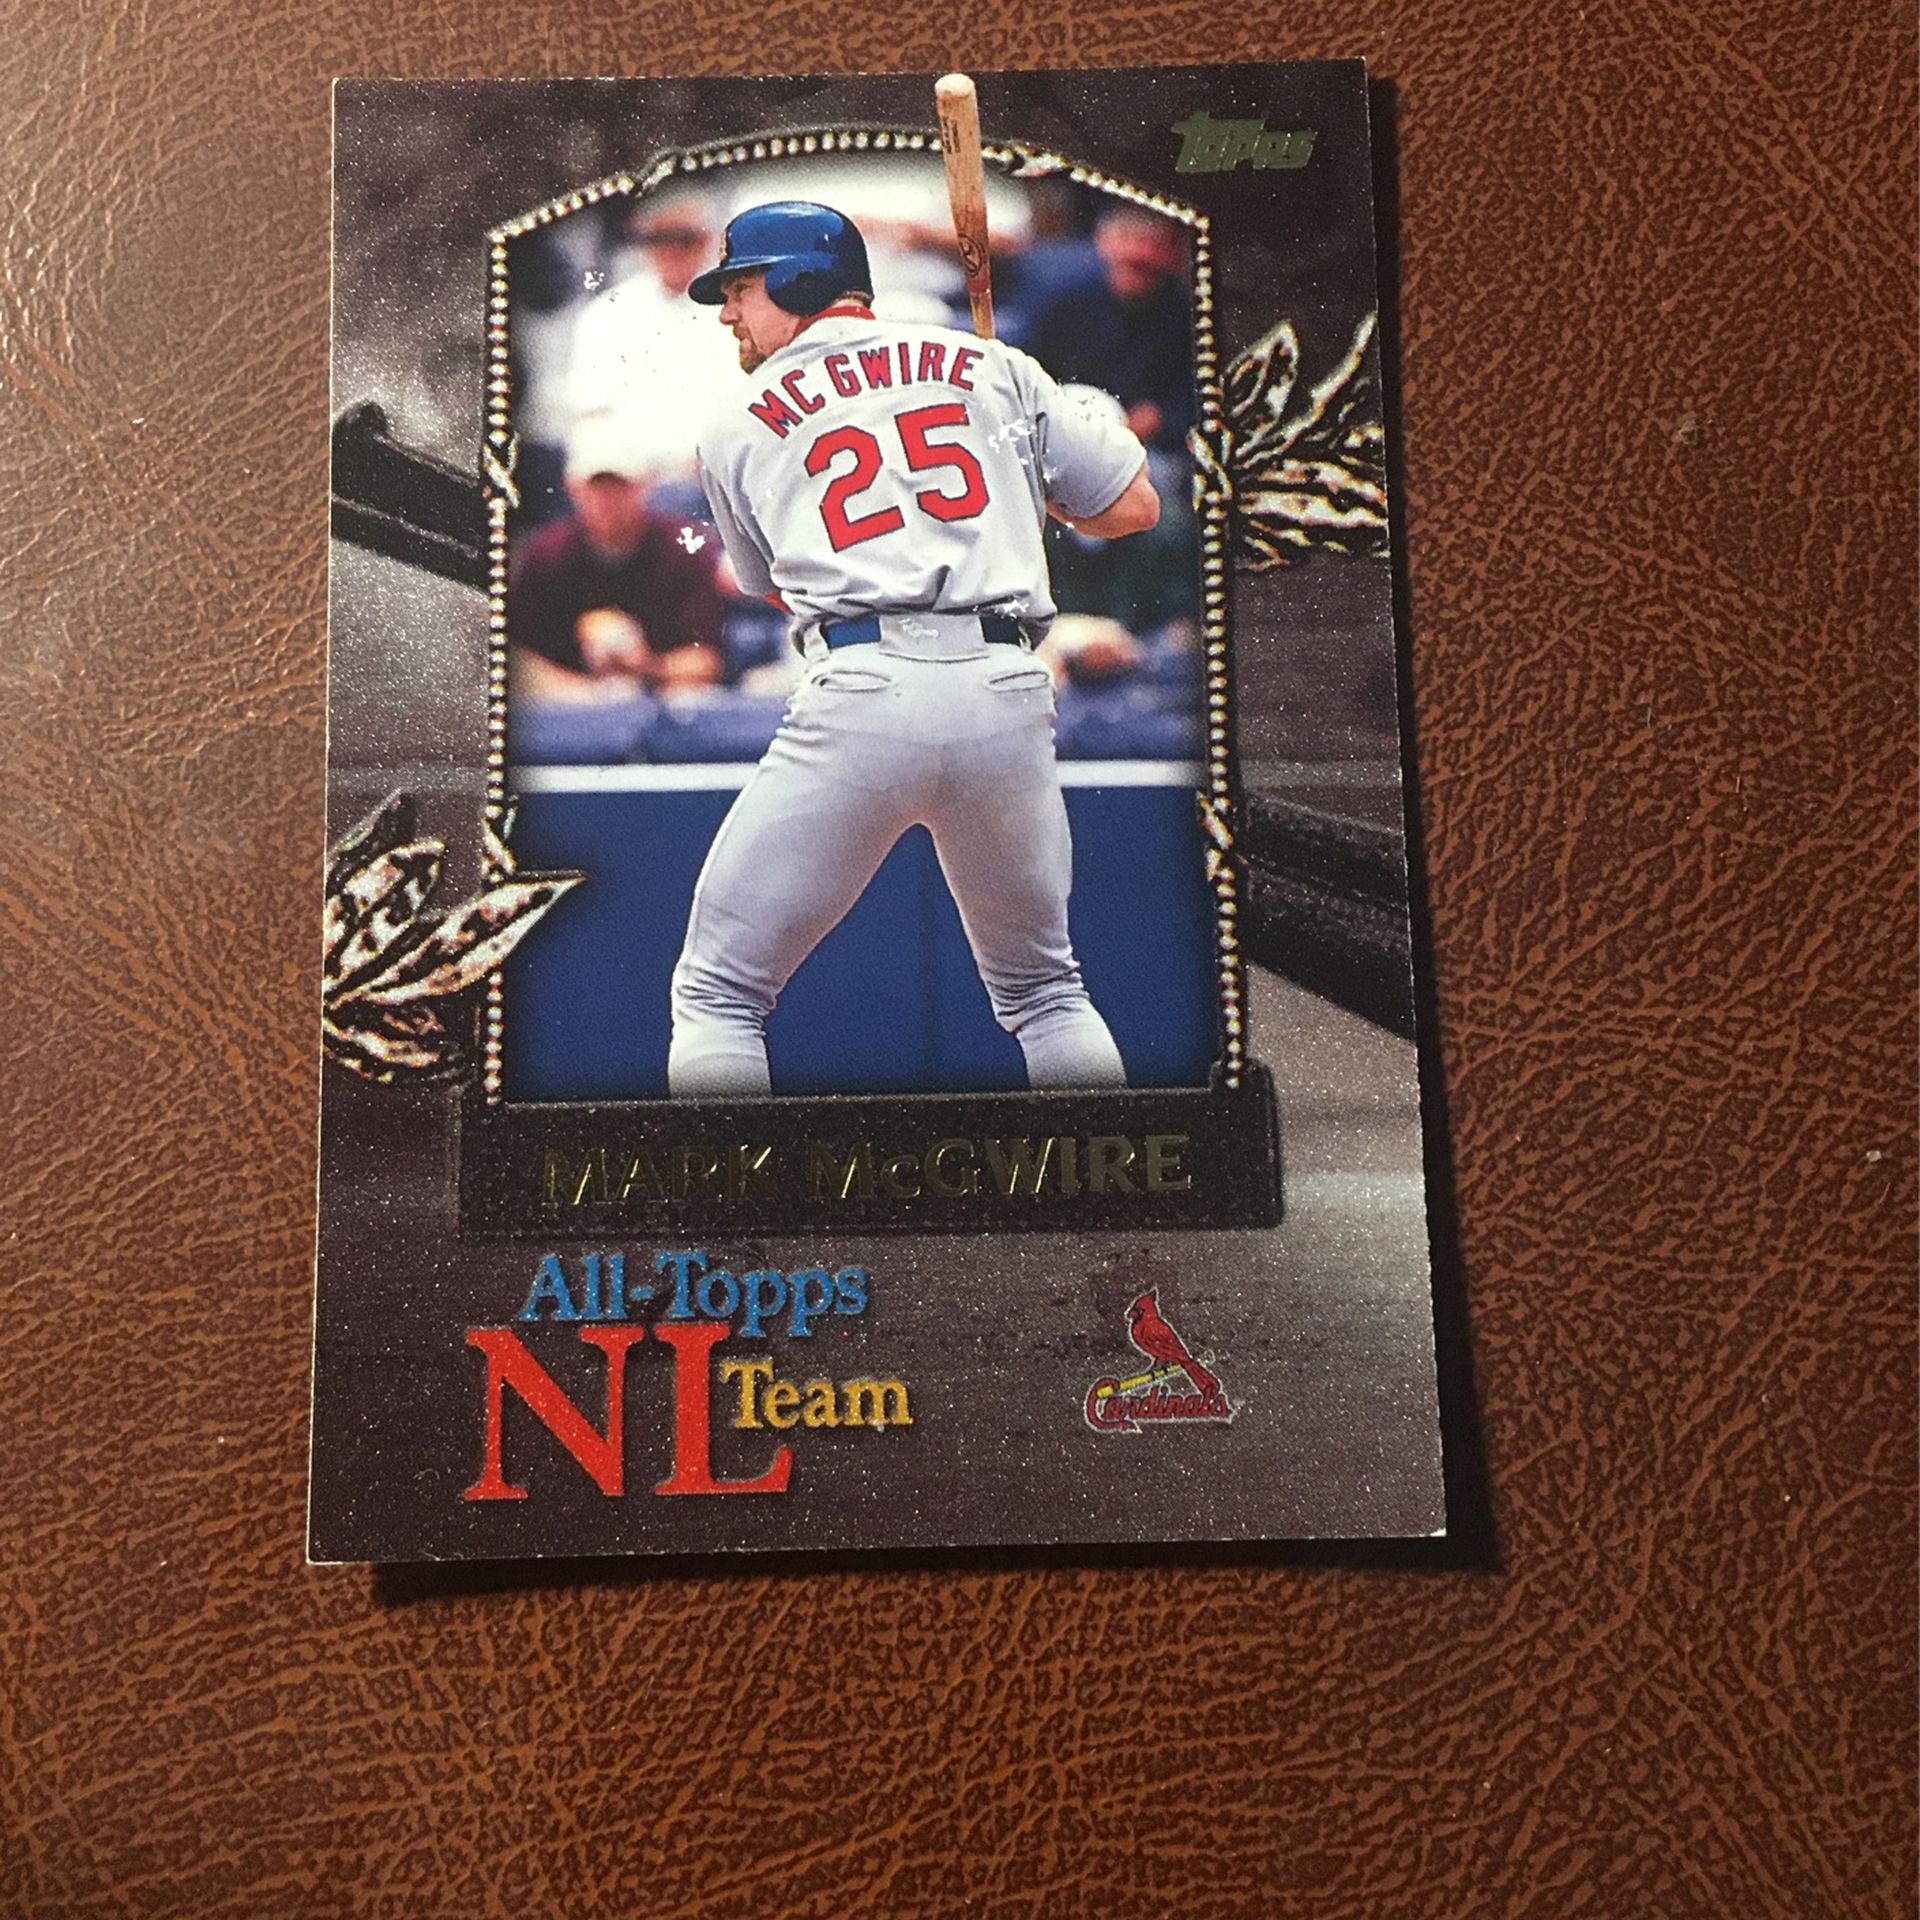 Topps
MC GWIRE
25
MARK McGWIRE
All-Topps
NL Team
Cardinals